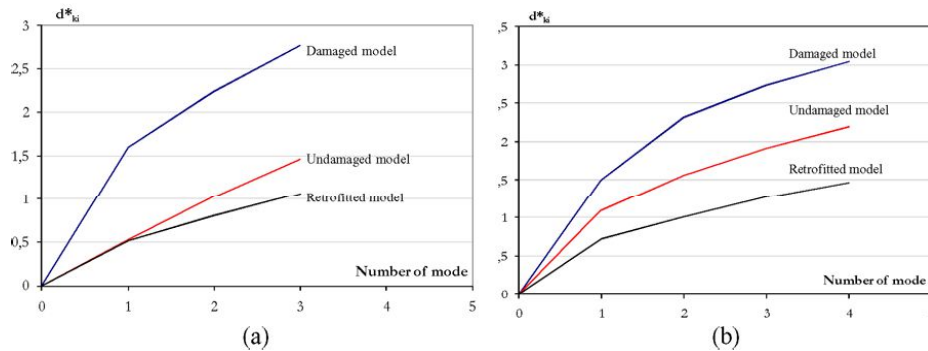 d*ki
3
2,5
2
1,5
1
0,5
0
0 1 2 3 4 5
Damaged model
Undamaged model
Retrofitted model
Number of mode
(a)
d*ki
,5
3
,5
2
,5
1
,5
0
0 1 2 3 4
Damaged model
Undamaged model
Retrofitted model
Number of mode
(b)